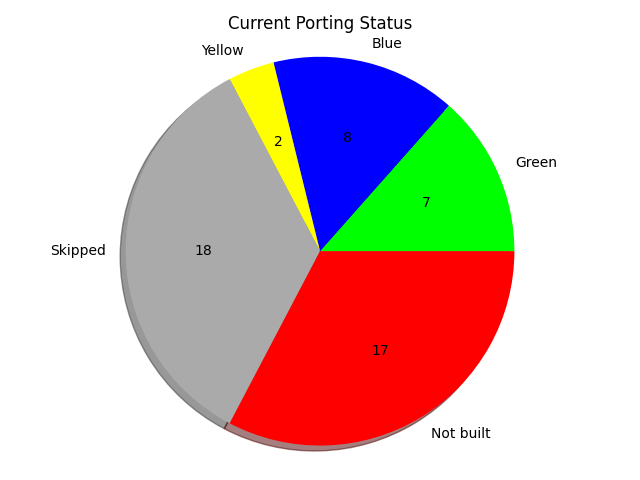 Current Porting Status
Yellow
Blue
Green
Skipped
Not built
2
8
7
18
17